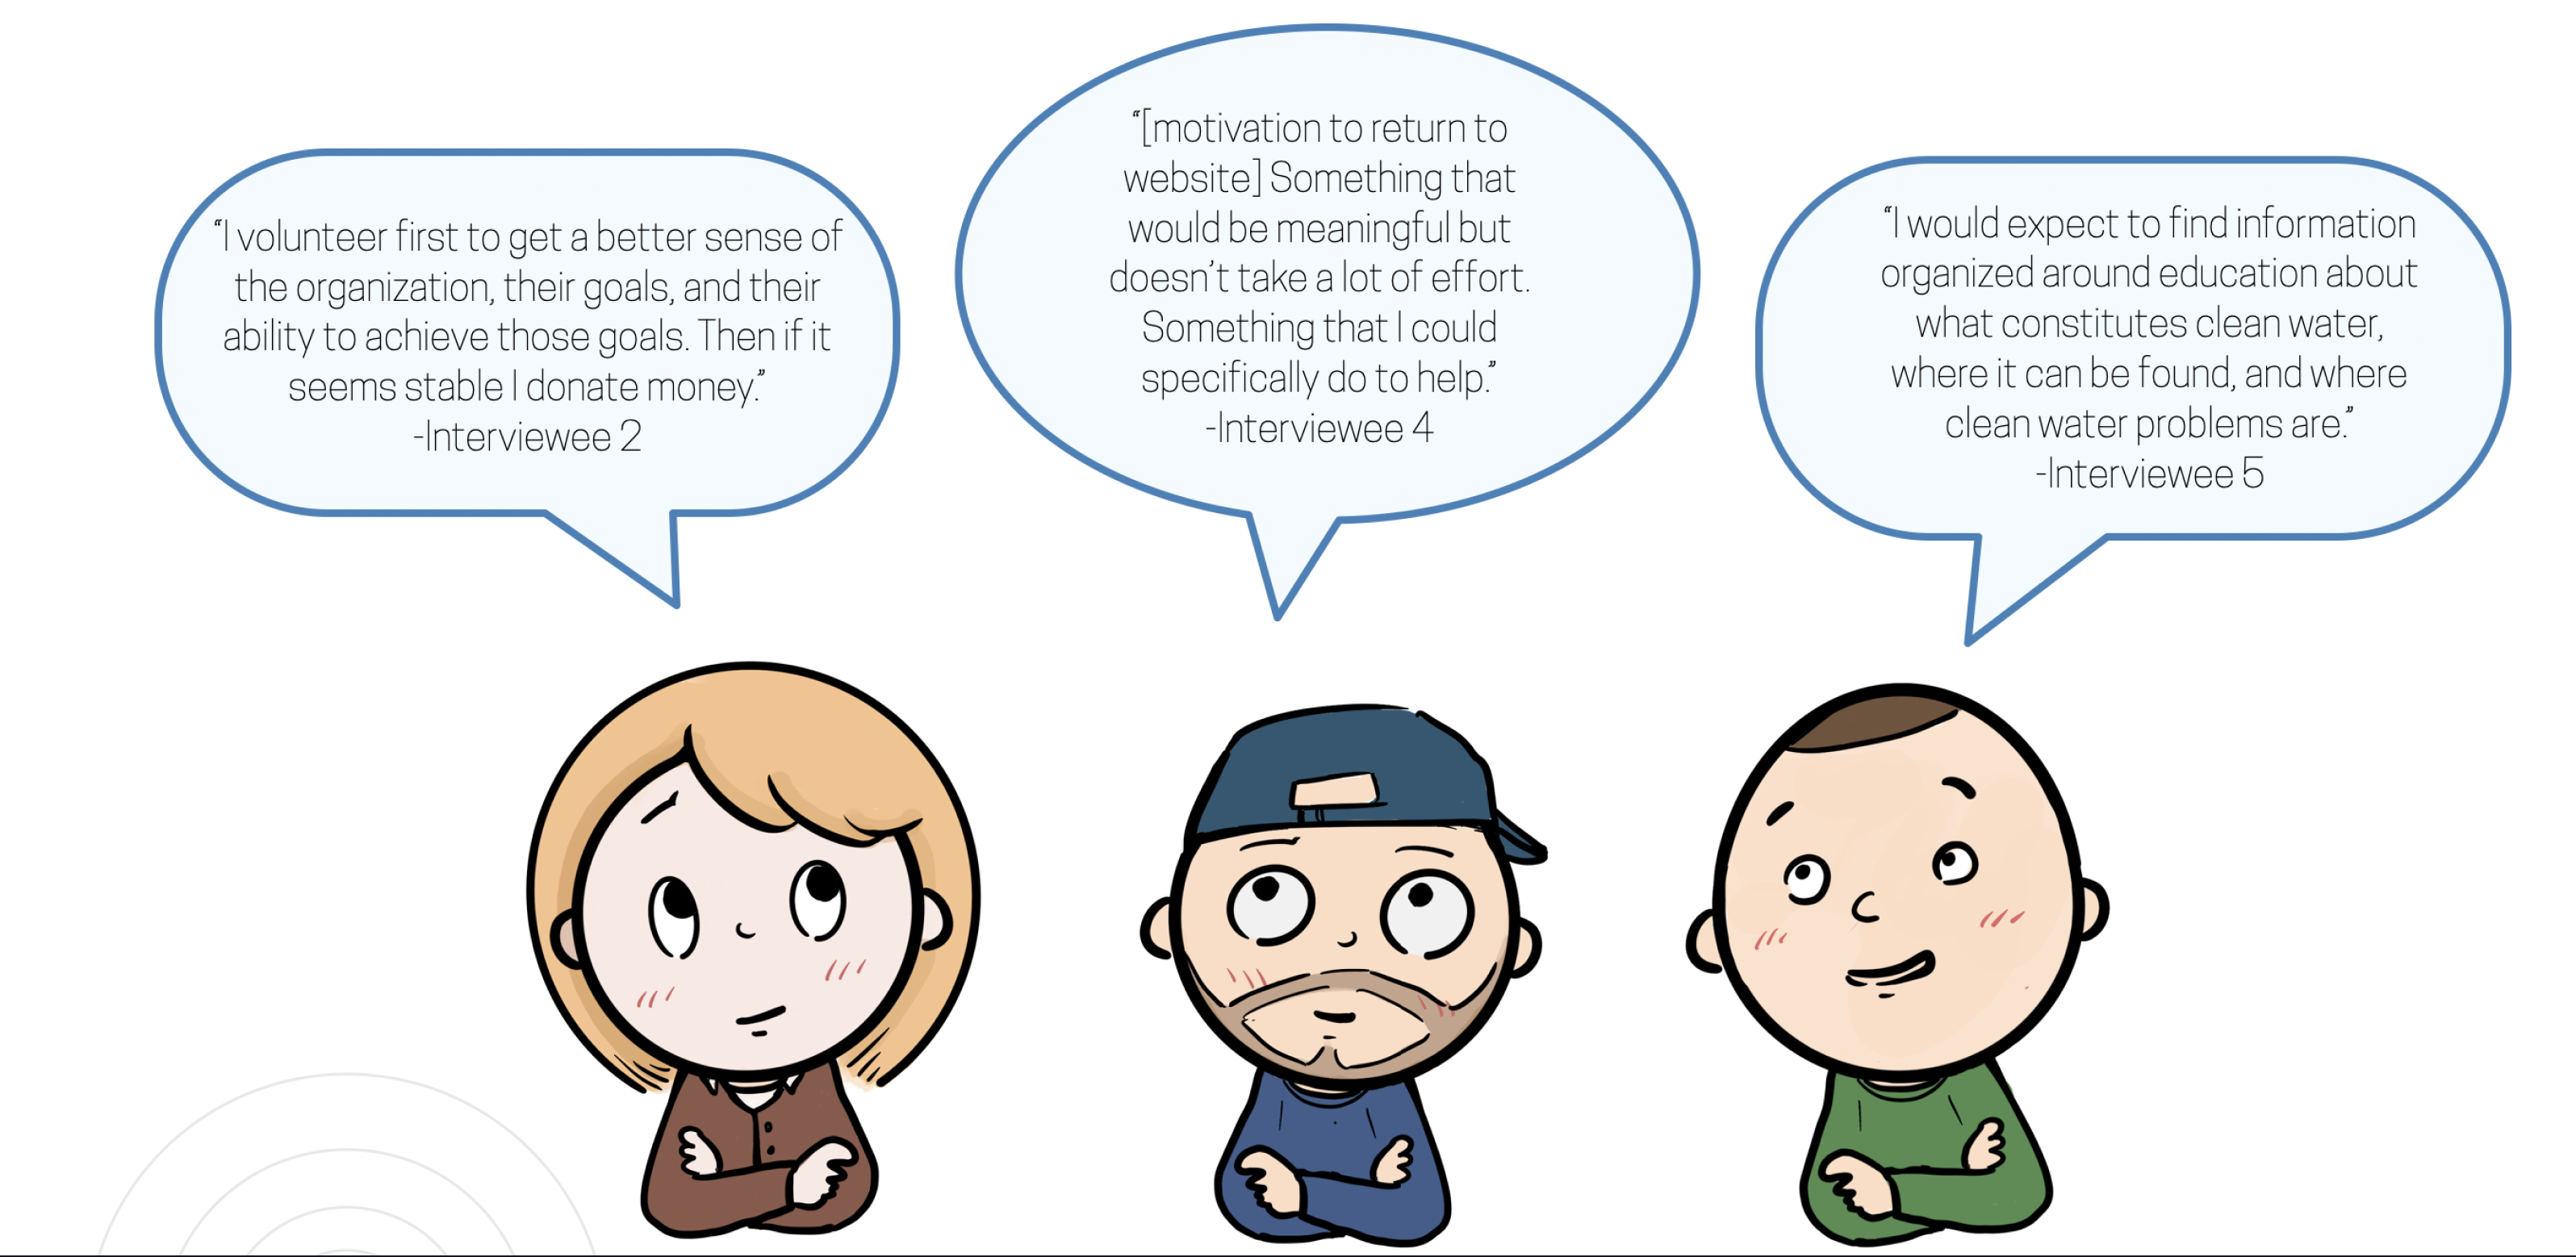 “I volunteer first to get a better sense of
the organization, their goals, and their
ability to achieve those goals. Then if it
seems stable I donate money.”
-Interviewee 2
“[motivation to return to
website] Something that
would be meaningful but
doesn’t take a lot of effort.
Something that I could
specifically do to help.”
-Interviewee 4
“I would expect to find information
organized around education about
what constitutes clean water,
where it can be found, and where
clean water problems are.”
-Interviewee 5